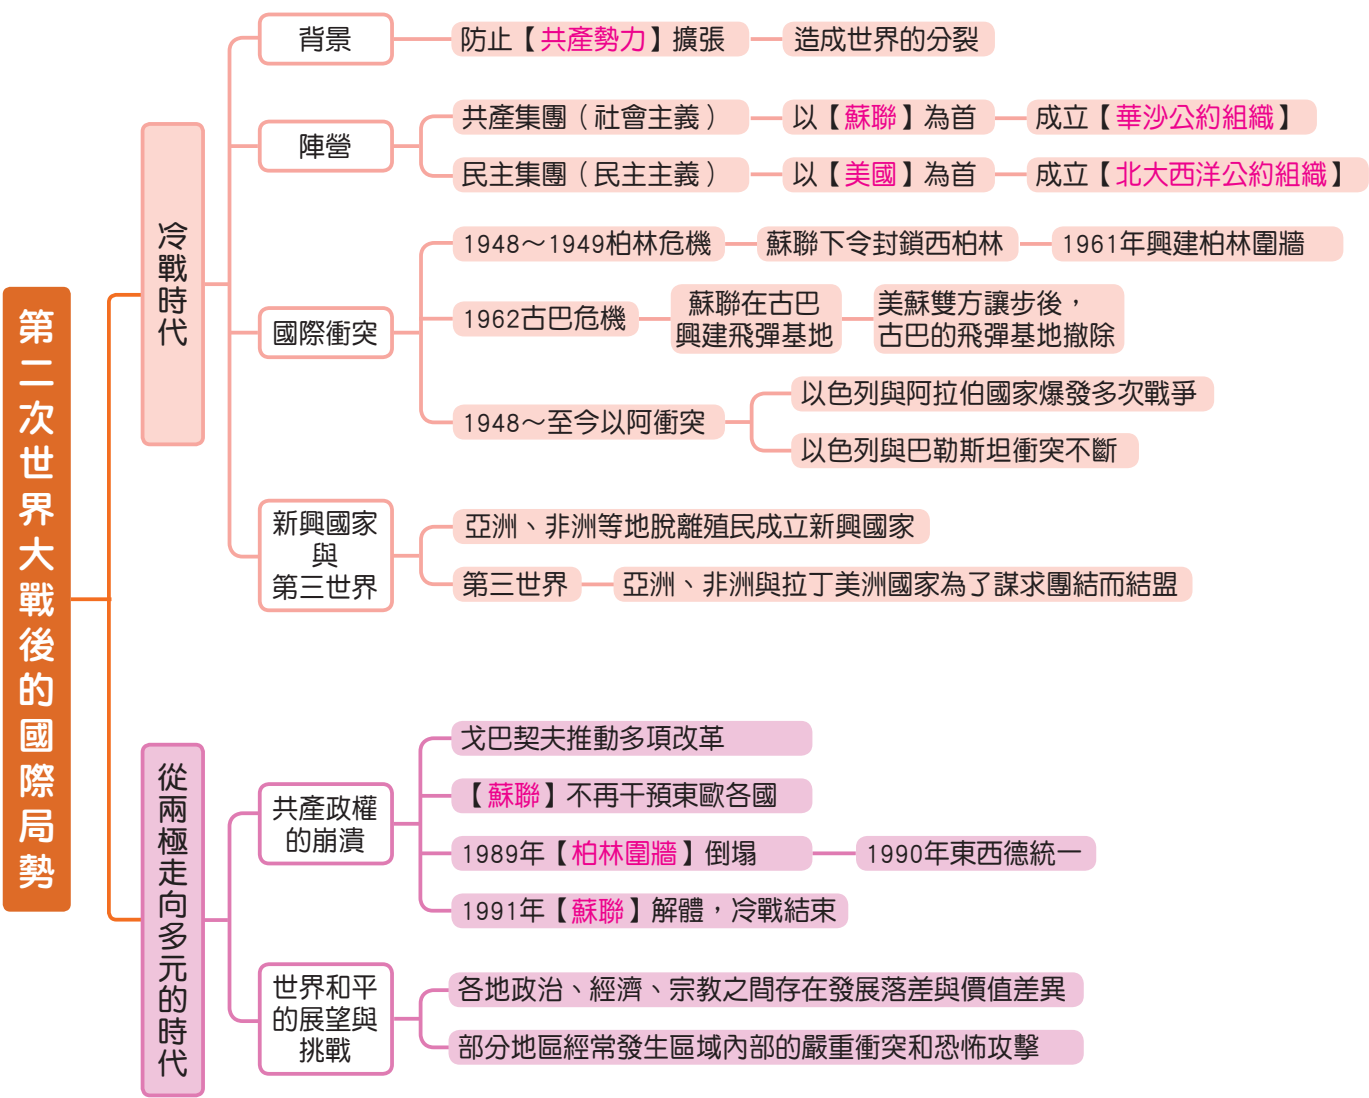 第二次世界大戰後的國際局勢
冷戰時代
背景
防止【共產勢力】擴張
造成世界的分裂
陣營
共產集團（社會主義）
以【蘇聯】為首
成立【華沙公約組織】
民主集團（民主主義）
以【美國】為首
成立【北大西洋公約組織】
國際衝突
1948～1949柏林危機
蘇聯下令封鎖西柏林
1961年興建柏林圍牆
1962古巴危機
蘇聯在古巴
興建飛彈基地
美蘇雙方讓步後，
古巴的飛彈基地撤除
1948～至今以阿衝突
以色列與阿拉伯國家爆發多次戰爭
以色列與巴勒斯坦衝突不斷
新興國家
與
第三世界
亞洲、非洲等地脫離殖民成立新興國家
第三世界
亞洲、非洲與拉丁美洲國家為了謀求團結而結盟
從兩極走向多元的時代
共產政權
的崩潰
戈巴契夫推動多項改革
【蘇聯】不再干預東歐各國
1989年【柏林圍牆】倒塌
1990年東西德統一
1991年【蘇聯】解體，冷戰結束
世界和平
的展望與
挑戰
各地政治、經濟、宗教之間存在發展落差與價值差異
部分地區經常發生區域內部的嚴重衝突和恐怖攻擊